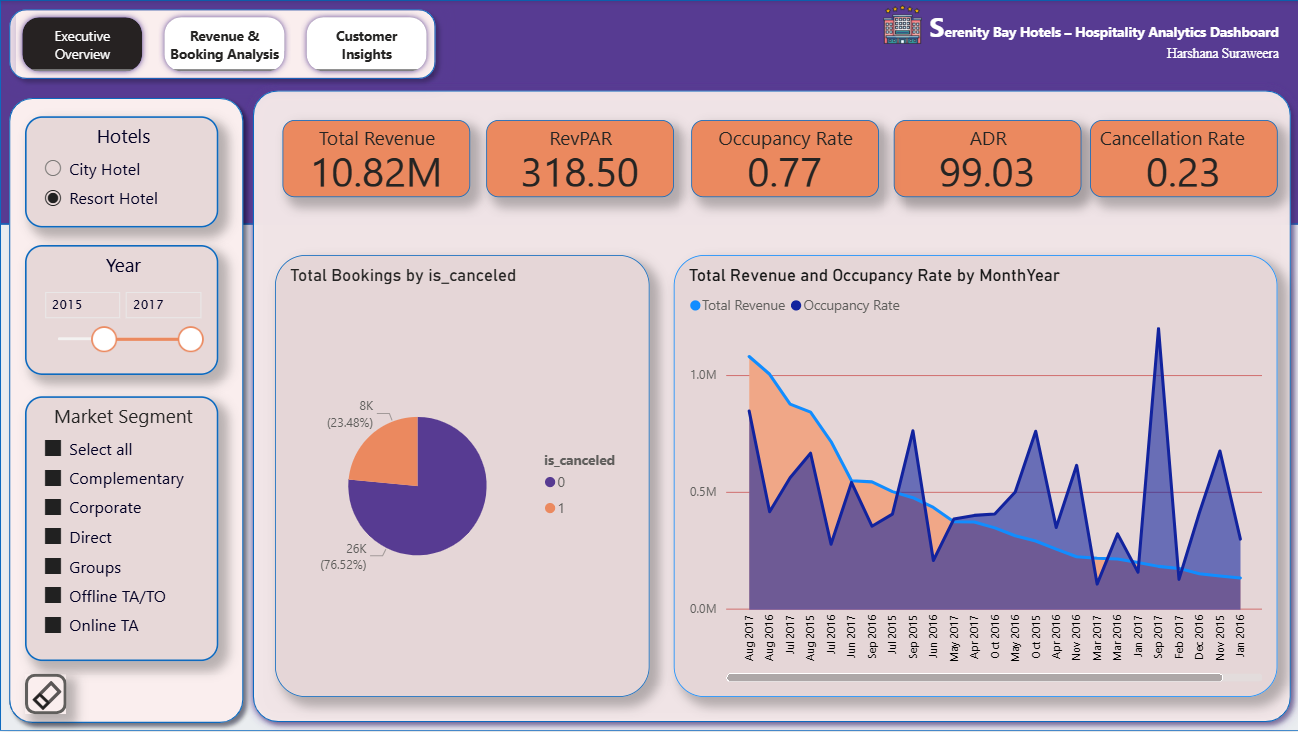 Executive
Overview
Revenue &
Booking Analysis
Customer
Insights
Serenity Bay Hotels – Hospitality Analytics Dashboard
Harshana Suraweera
Hotels
City Hotel
Resort Hotel
Year
2015
2017
Market Segment
Select all
Complementary
Corporate
Direct
Groups
Offline TA/TO
Online TA
Total Revenue
10.82M
RevPAR
318.50
Occupancy Rate
0.77
ADR
99.03
Cancellation Rate
0.23
Total Bookings by is_canceled
8K
(23.48%)
26K
(76.52%)
is_canceled
0
1
Total Revenue and Occupancy Rate by MonthYear
Total Revenue
Occupancy Rate
1.0M
0.5M
0.0M
Aug 2017
Aug 2016
Jul 2017
Aug 2015
Jul 2016
Jun 2017
Sep 2016
Jul 2015
Sep 2015
Jun 2016
May 2017
Apr 2017
Oct 2016
May 2016
Oct 2015
Apr 2016
Nov 2016
Mar 2017
Mar 2016
Jan 2017
Sep 2017
Feb 2017
Dec 2016
Nov 2015
Jan 2016